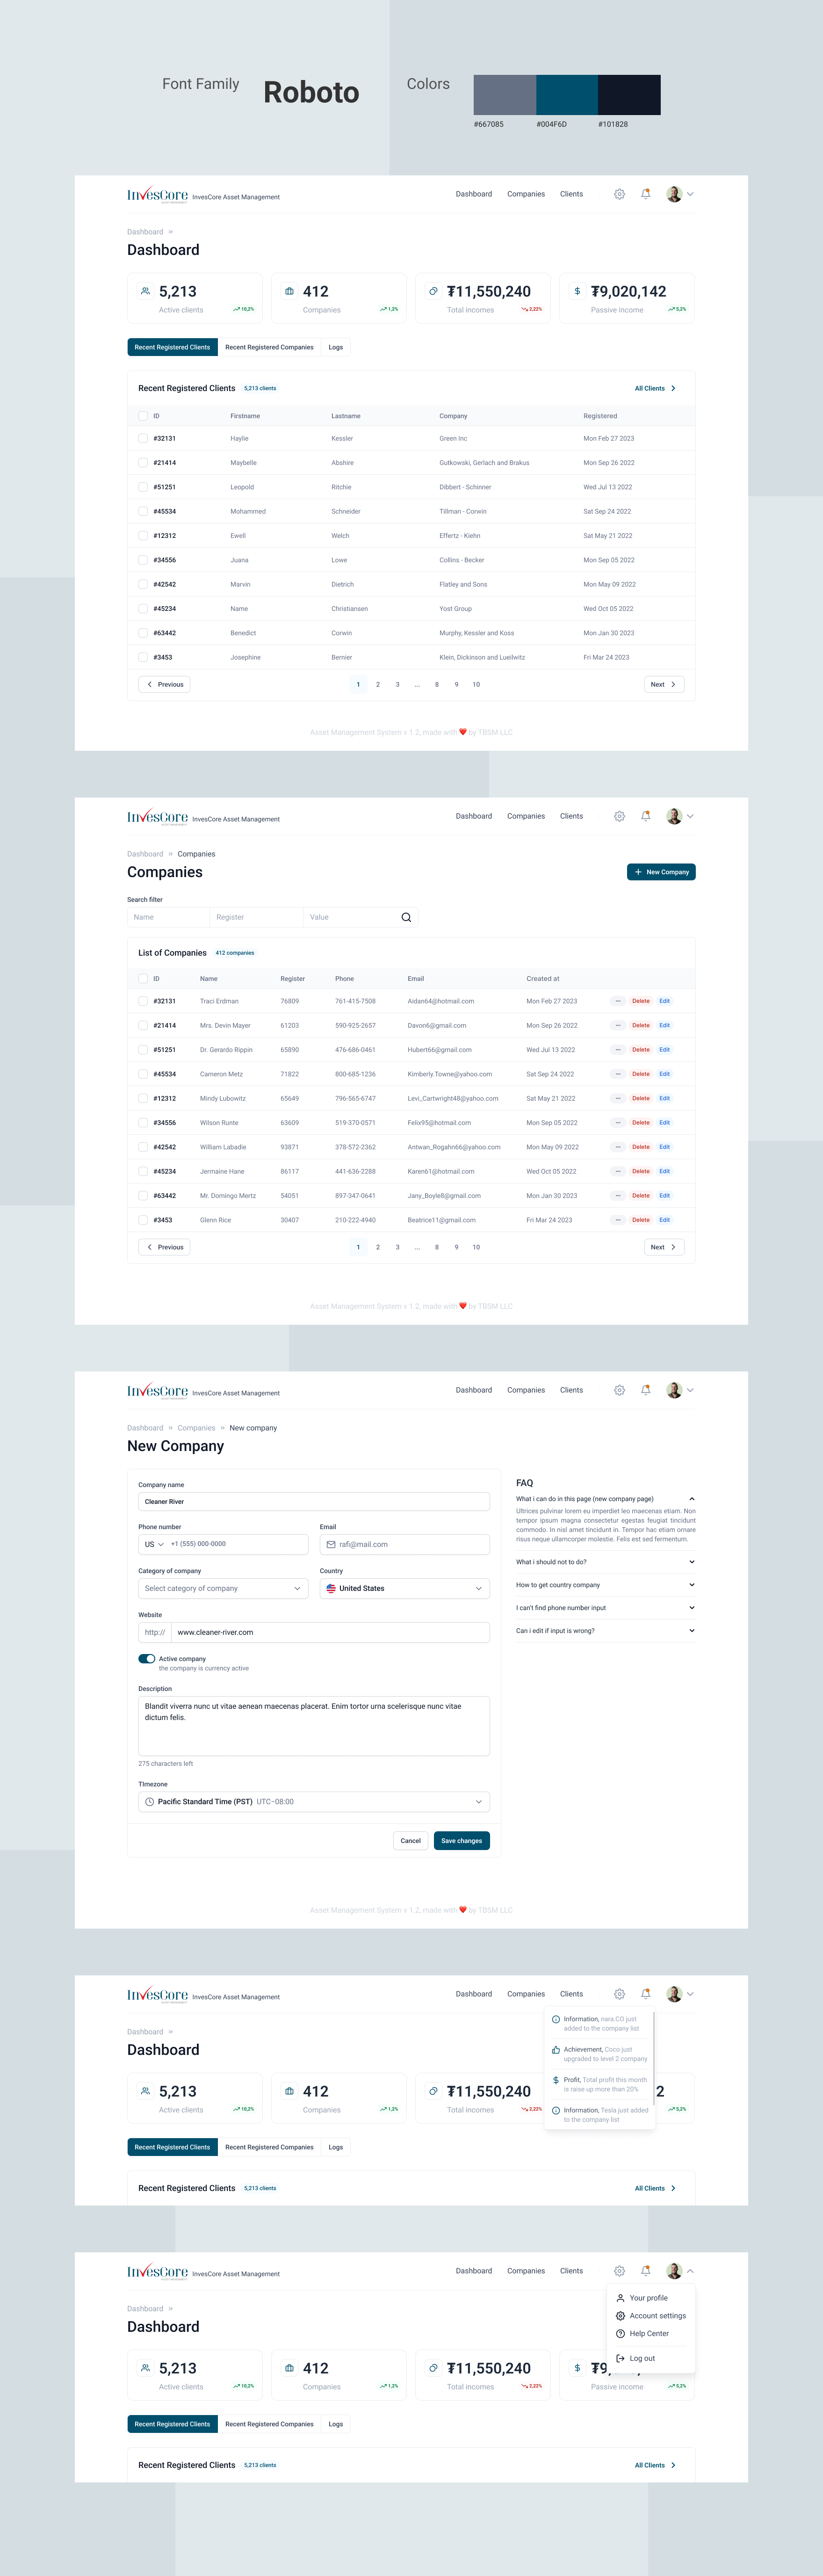 Font Family
Roboto
Colors
#667085
#004F6D
#101828
InvesCore InvesCore Asset Management
Dashboard Companies Clients
Dashboard »
Dashboard
5,213
Active clients 10,2%
412
Companies 1,2%
₮11,550,240
Total incomes 2,22%
₮9,020,142
Passive income 5,2%
Recent Registered Clients Recent Registered Companies Logs
Recent Registered Clients 5,213 clients All Clients
ID Firstname Lastname Company Registered
#32131 Haylie Kessler Green Inc Mon Feb 27 2023
#21414 Maybelle Abshire Gutkowski, Gerlach and Brakus Mon Sep 26 2022
#51251 Leopold Ritchie Dibbert - Schinner Wed Jul 13 2022
#45534 Mohammed Schneider Tillman - Corwin Sat Sep 24 2022
#12312 Ewell Welch Effertz - Kiehn Sat May 21 2022
#34556 Juana Lowe Collins - Becker Mon Sep 05 2022
#42542 Marvin Dietrich Flatley and Sons Mon May 09 2022
#45234 Name Christiansen Yost Group Wed Oct 05 2022
#63442 Benedict Corwin Murphy, Kessler and Koss Mon Jan 30 2023
#3453 Josephine Bernier Klein, Dickinson and Lueilwitz Fri Mar 24 2023
Previous 1 2 3 ... 8 9 10 Next
Asset Management System v 1.2, made with ❤️ by TBSM LLC
InvesCore InvesCore Asset Management
Dashboard Companies Clients
Dashboard » Companies
Companies
New Company
Search filter
Name Register Value
List of Companies 412 companies
ID Name Register Phone Email Created at
#32131 Traci Erdman 76809 761-415-7508 Aidan64@hotmail.com Mon Feb 27 2023 ... Delete Edit
#21414 Mrs. Devin Mayer 61203 590-925-2657 Davon6@gmail.com Mon Sep 26 2022 ... Delete Edit
#51251 Dr. Gerardo Rippin 65890 476-686-0461 Hubert66@gmail.com Wed Jul 13 2022 ... Delete Edit
#45534 Cameron Metz 71822 800-685-1236 Kimberly.Towne@yahoo.com Sat Sep 24 2022 ... Delete Edit
#12312 Mindy Lubowitz 65649 796-565-6747 Levi_Cartwright48@yahoo.com Sat May 21 2022 ... Delete Edit
#34556 Wilson Runte 63609 519-370-0571 Felix95@hotmail.com Mon Sep 05 2022 ... Delete Edit
#42542 William Labadie 93871 378-572-2362 Antwan_Rogahn66@yahoo.com Mon May 09 2022 ... Delete Edit
#45234 Jermaine Hane 86117 441-636-2288 Karen61@hotmail.com Wed Oct 05 2022 ... Delete Edit
#63442 Mr. Domingo Mertz 54051 897-347-0641 Jany_Boyle8@gmail.com Mon Jan 30 2023 ... Delete Edit
#3453 Glenn Rice 30407 210-222-4940 Beatrice11@gmail.com Fri Mar 24 2023 ... Delete Edit
Previous 1 2 3 ... 8 9 10 Next
Asset Management System v 1.2, made with ❤️ by TBSM LLC
InvesCore InvesCore Asset Management
Dashboard Companies Clients
Dashboard » Companies » New company
New Company
Company name
Cleaner River
Phone number
US +1 (555) 000-0000
Email
rafi@mail.com
Category of company
Select category of company
Country
United States
Website
http:// www.cleaner-river.com
Active company
the company is currency active
Description
Blandit viverra nunc ut vitae aenean maecenas placerat. Enim tortor urna scelerisque nunc vitae
dictum felis.
275 characters left
TImezone
Pacific Standard Time (PST) UTC−08:00
Cancel Save changes
FAQ
What i can do in this page (new company page)
Ultrices pulvinar lorem eu imperdiet leo maecenas etiam. Non
tempor ipsum magna consectetur egestas feugiat tincidunt
commodo. In nisl amet tincidunt in. Tempor hac etiam ornare
risus neque ullamcorper molestie. Felis est sed fermentum.
What i should not to do?
How to get country company
I can't find phone number input
Can i edit if input is wrong?
Asset Management System v 1.2, made with ❤️ by TBSM LLC
InvesCore InvesCore Asset Management
Dashboard Companies Clients
Dashboard »
Dashboard
Information, nara CO just
added to the company list
Achievement, Coco just
upgraded to level 2 company
Profit, Total profit this month
is raise up more than 20%
Information, Tesla just added
to the company list
5,213
Active clients 10,2%
412
Companies 1,2%
₮11,550,240
Total incomes 2,22%
2
5,2%
Recent Registered Clients Recent Registered Companies Logs
Recent Registered Clients 5,213 clients All Clients
InvesCore InvesCore Asset Management
Dashboard Companies Clients
Dashboard »
Dashboard
Your profile
Account settings
Help Center
Log out
5,213
Active clients 10,2%
412
Companies 1,2%
₮11,550,240
Total incomes 2,22%
₮9
Passive income 5,2%
Recent Registered Clients Recent Registered Companies Logs
Recent Registered Clients 5,213 clients All Clients